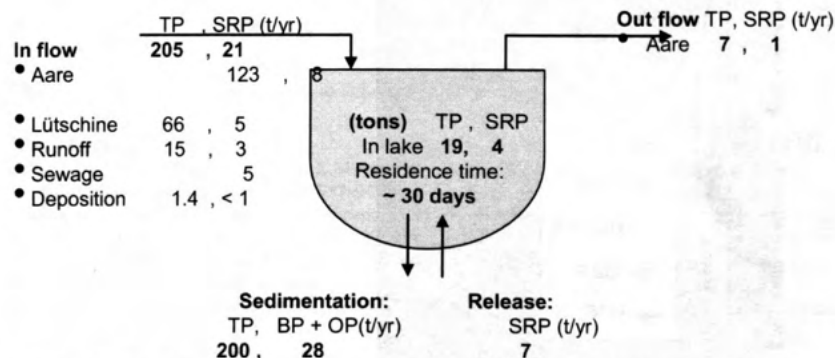 TP , SRP (t/yr)
In flow 205 , 21
• Aare 123 , 8
• Lütschine 66 , 5
• Runoff 15 , 3
• Sewage 5
• Deposition 1.4 , < 1
(tons) TP , SRP
In lake 19, 4
Residence time:
~ 30 days
Out flow TP, SRP (t/yr)
• Aare 7 , 1
Sedimentation:
TP, BP + OP(t/yr)
200 , 28
Release:
SRP (t/yr)
7